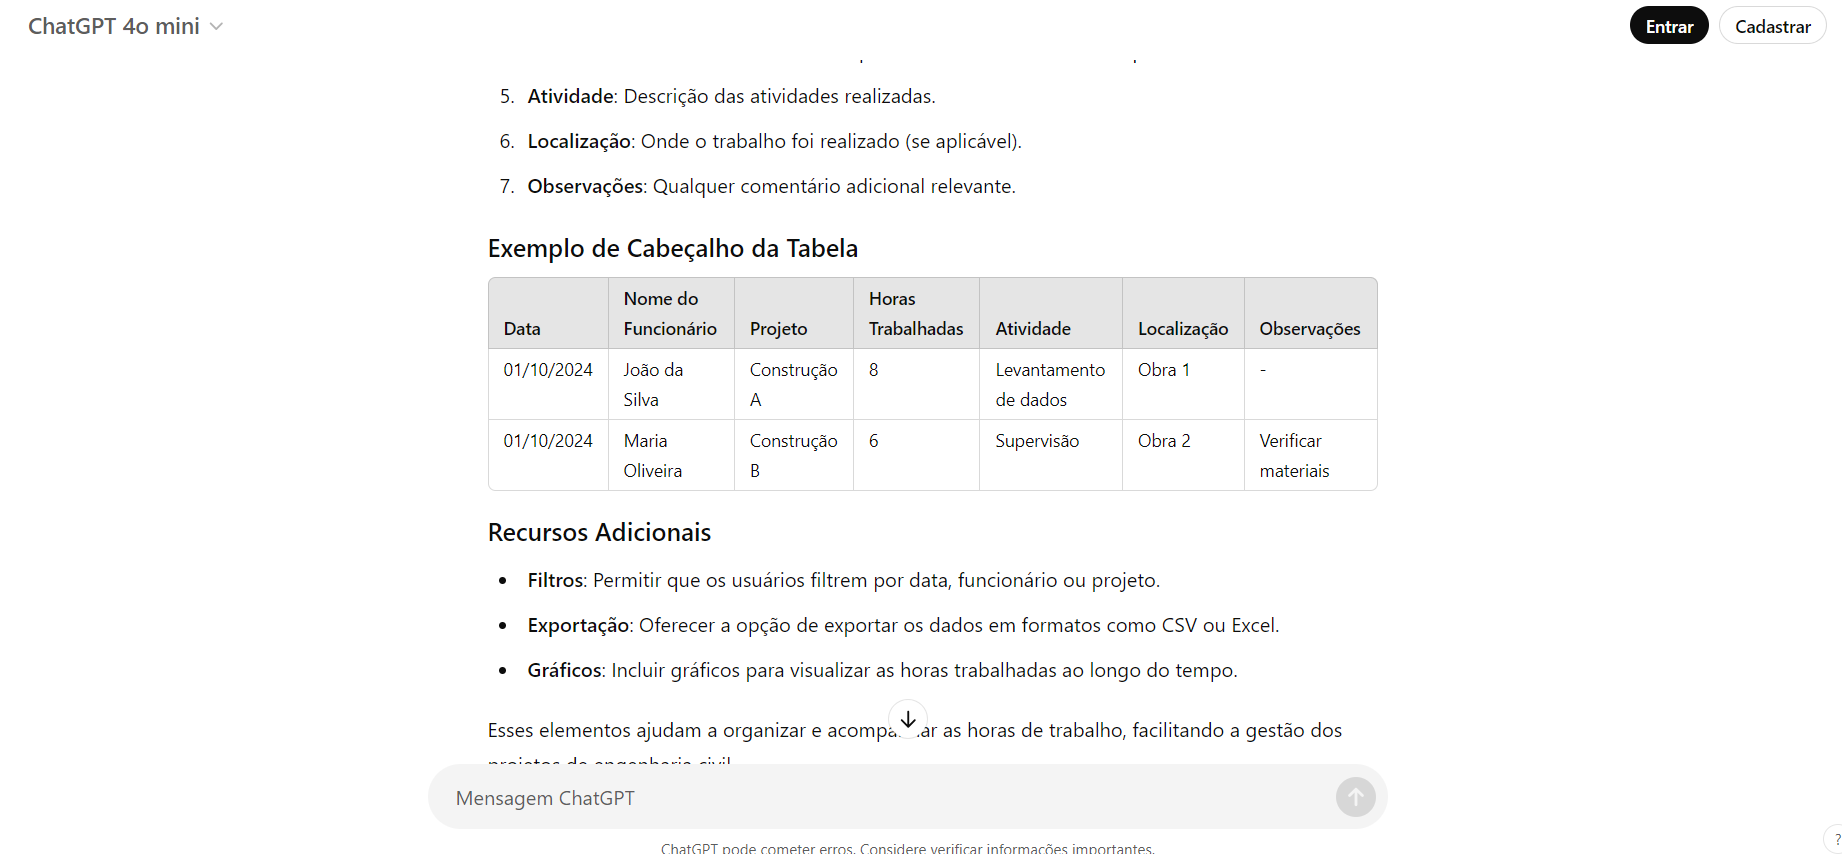 ChatGPT 4o mini
Entrar
Cadastrar
5. Atividade: Descrição das atividades realizadas.
6. Localização: Onde o trabalho foi realizado (se aplicável).
7. Observações: Qualquer comentário adicional relevante.
Exemplo de Cabeçalho da Tabela
Data Nome do Funcionário Projeto Horas Trabalhadas Atividade Localização Observações
01/10/2024 João da Silva Construção A 8 Levantamento de dados Obra 1 -
01/10/2024 Maria Oliveira Construção B 6 Supervisão Obra 2 Verificar materiais
Recursos Adicionais
• Filtros: Permitir que os usuários filtrem por data, funcionário ou projeto.
• Exportação: Oferecer a opção de exportar os dados em formatos como CSV ou Excel.
• Gráficos: Incluir gráficos para visualizar as horas trabalhadas ao longo do tempo.
Esses elementos ajudam a organizar e as horas de trabalho, facilitando a gestão dos
projetos de engenharia civil
Mensagem ChatGPT
ChatGPT pode cometer erros. Considere verificar informações importantes.
?